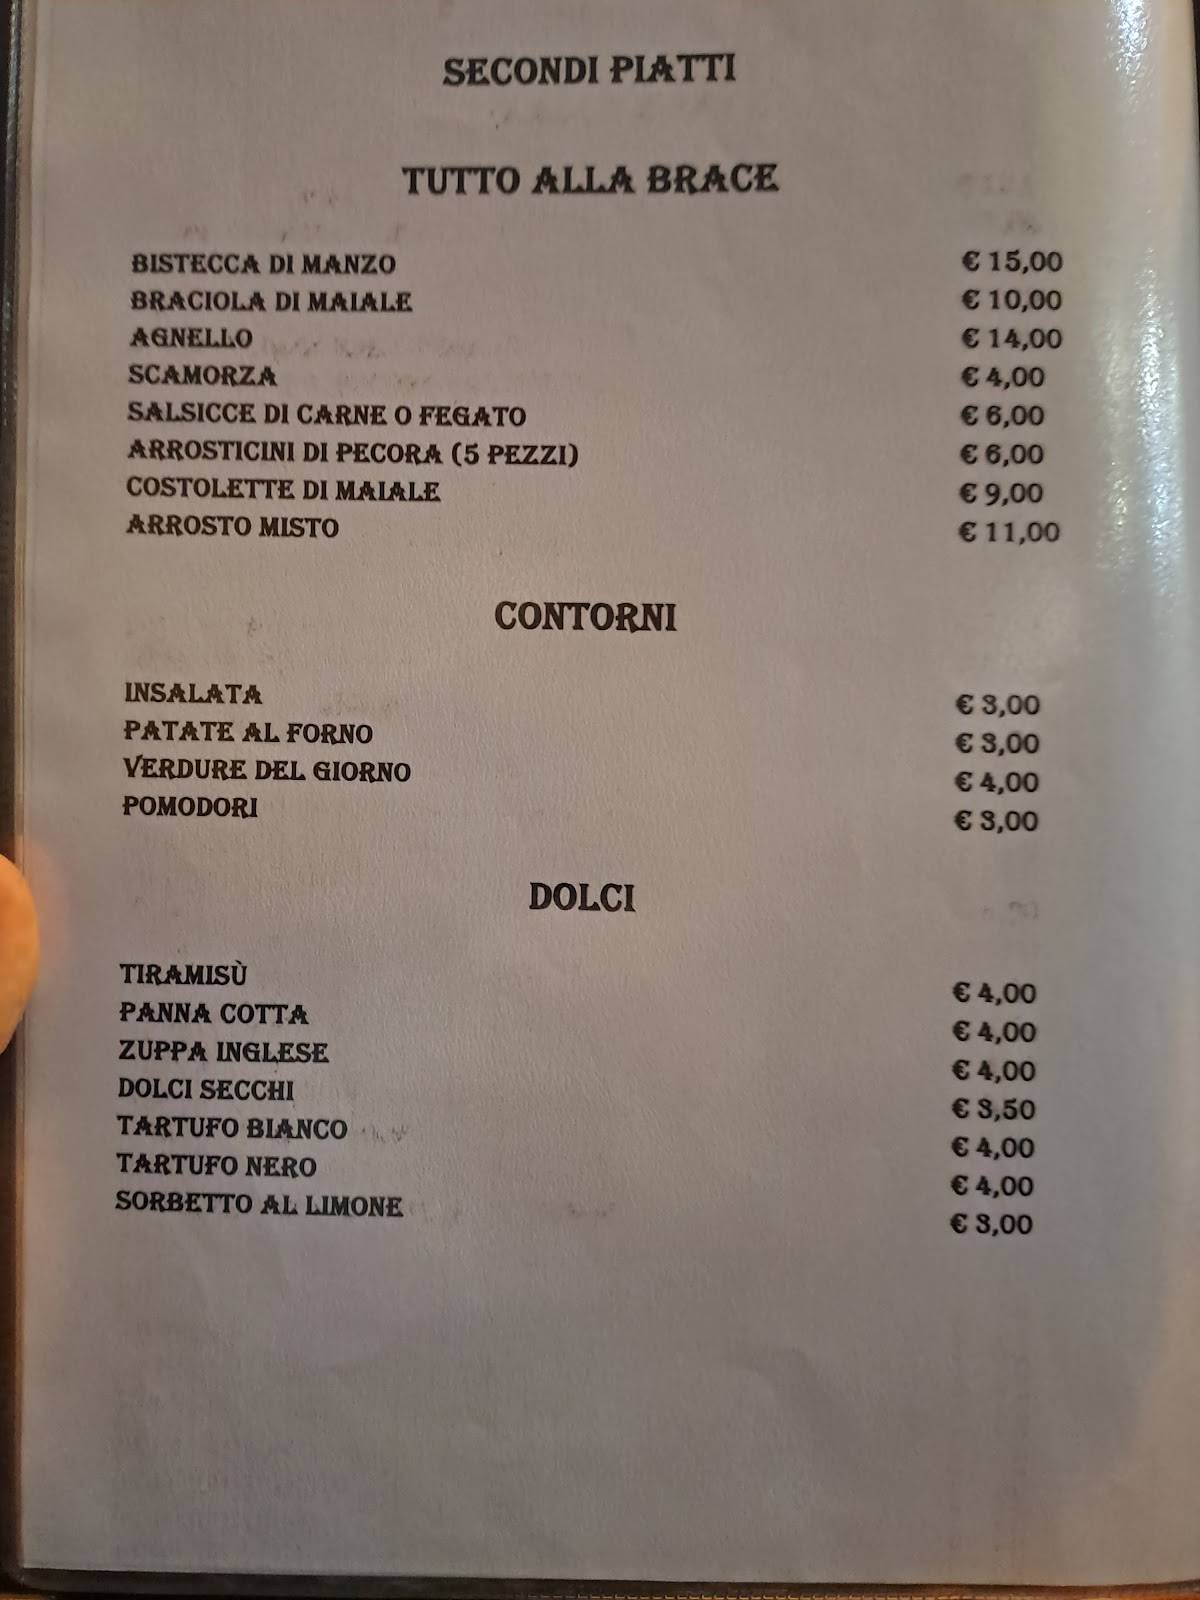 SECONDI PIATTI
TUTTO ALLA BRACE
BISTECCA DI MANZO € 15,00
BRACIOLA DI MAIALE € 10,00
AGNELLO € 14,00
SCAMORZA € 4,00
SALSICCE DI CARNE O FEGATO € 6,00
ARROSTICINI DI PECORA (5 PEZZI) € 6,00
COSTOLETTE DI MAIALE € 9,00
ARROSTO MISTO € 11,00
CONTORNI
INSALATA € 3,00
PATATE AL FORNO € 3,00
VERDURE DEL GIORNO € 4,00
POMODORI € 3,00
DOLCI
TIRAMISÙ € 4,00
PANNA COTTA € 4,00
ZUPPA INGLESE € 4,00
DOLCI SECCHI € 3,50
TARTUFO BIANCO € 4,00
TARTUFO NERO € 4,00
SORBETTO AL LIMONE € 3,00